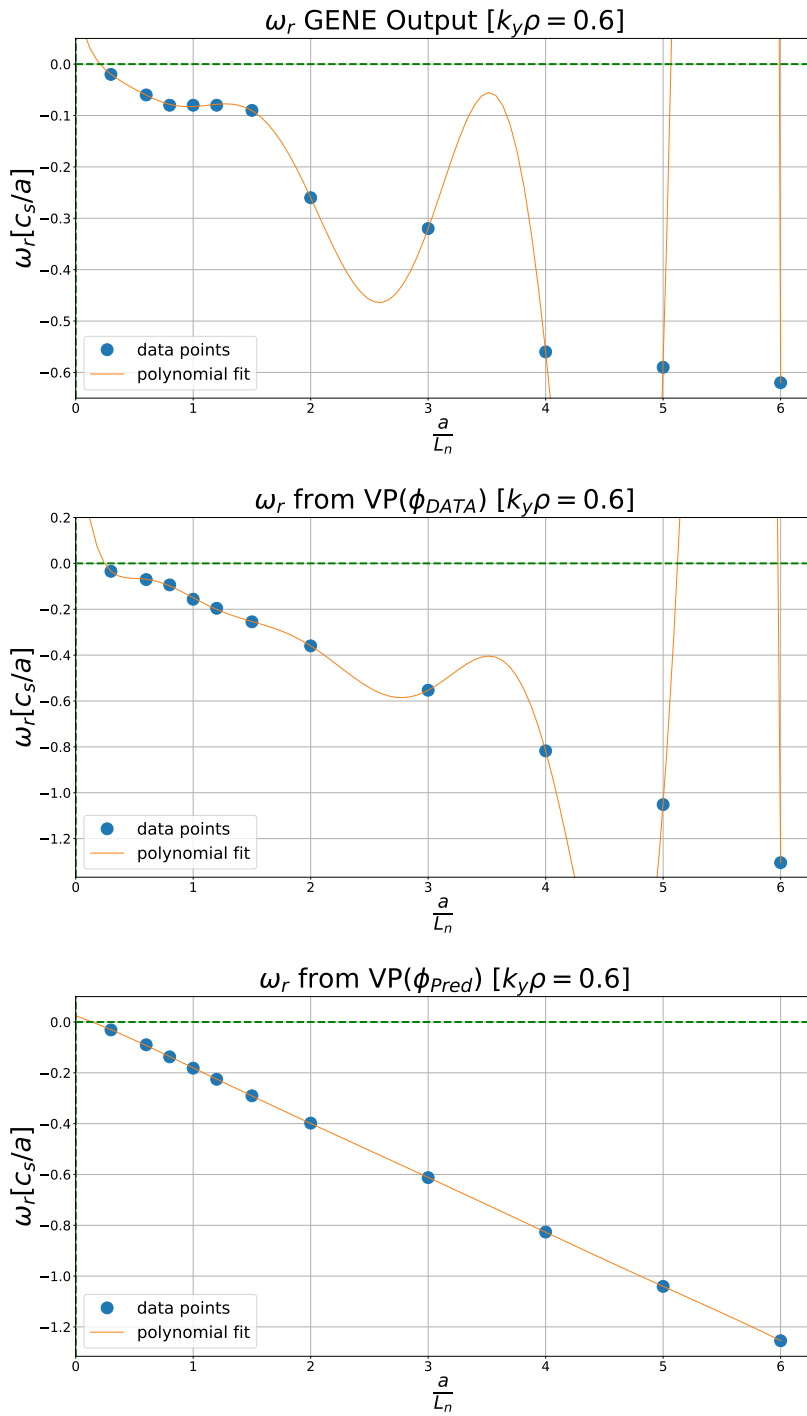 ω_r GENE Output [k_yρ = 0.6]
ω_r[c_s/a]
0.0
−0.1
−0.2
−0.3
−0.4
−0.5
−0.6
data points
polynomial fit
0 1 2 3 4 5 6
a/L_n
ω_r from VP(ϕ_DATA) [k_yρ = 0.6]
ω_r[c_s/a]
0.2
0.0
−0.2
−0.4
−0.6
−0.8
−1.0
−1.2
data points
polynomial fit
0 1 2 3 4 5 6
a/L_n
ω_r from VP(ϕ_Pred) [k_yρ = 0.6]
ω_r[c_s/a]
0.0
−0.2
−0.4
−0.6
−0.8
−1.0
−1.2
data points
polynomial fit
0 1 2 3 4 5 6
a/L_n